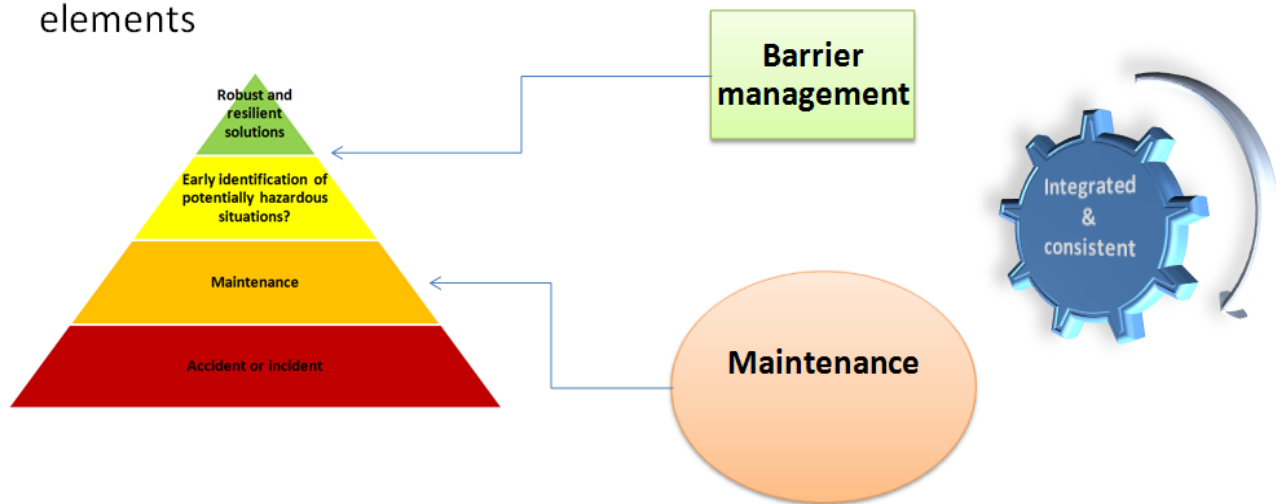 elements
Robust and
resilient
solutions
Early identification of
potentially hazardous
situations?
Maintenance
Accident or Incident
Barrier
management
Maintenance
Integrated
&
consistent